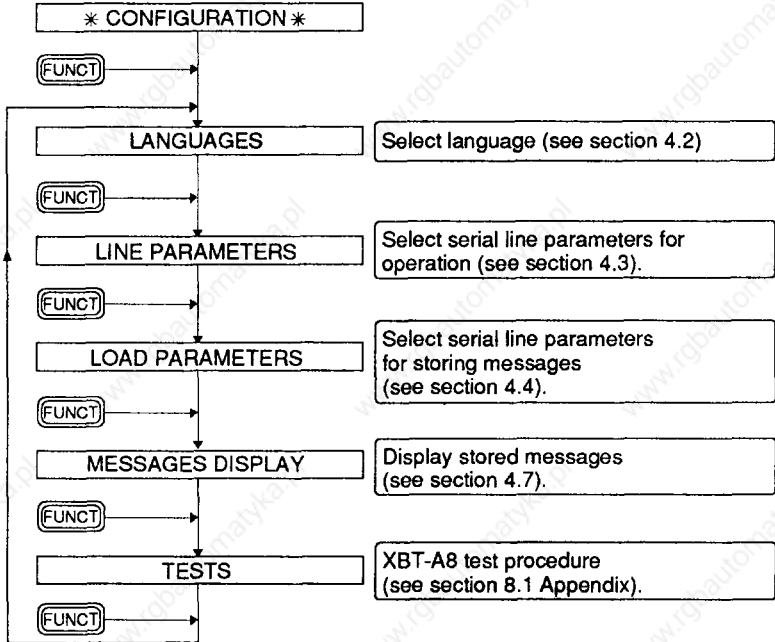 * CONFIGURATION *
FUNCT
LANGUAGES
Select language (see section 4.2)
FUNCT
LINE PARAMETERS
Select serial line parameters for
operation (see section 4.3).
FUNCT
LOAD PARAMETERS
Select serial line parameters
for storing messages
(see section 4.4).
FUNCT
MESSAGES DISPLAY
Display stored messages
(see section 4.7).
FUNCT
TESTS
XBT-A8 test procedure
(see section 8.1 Appendix).
FUNCT
www.rgbautomatyka.pl